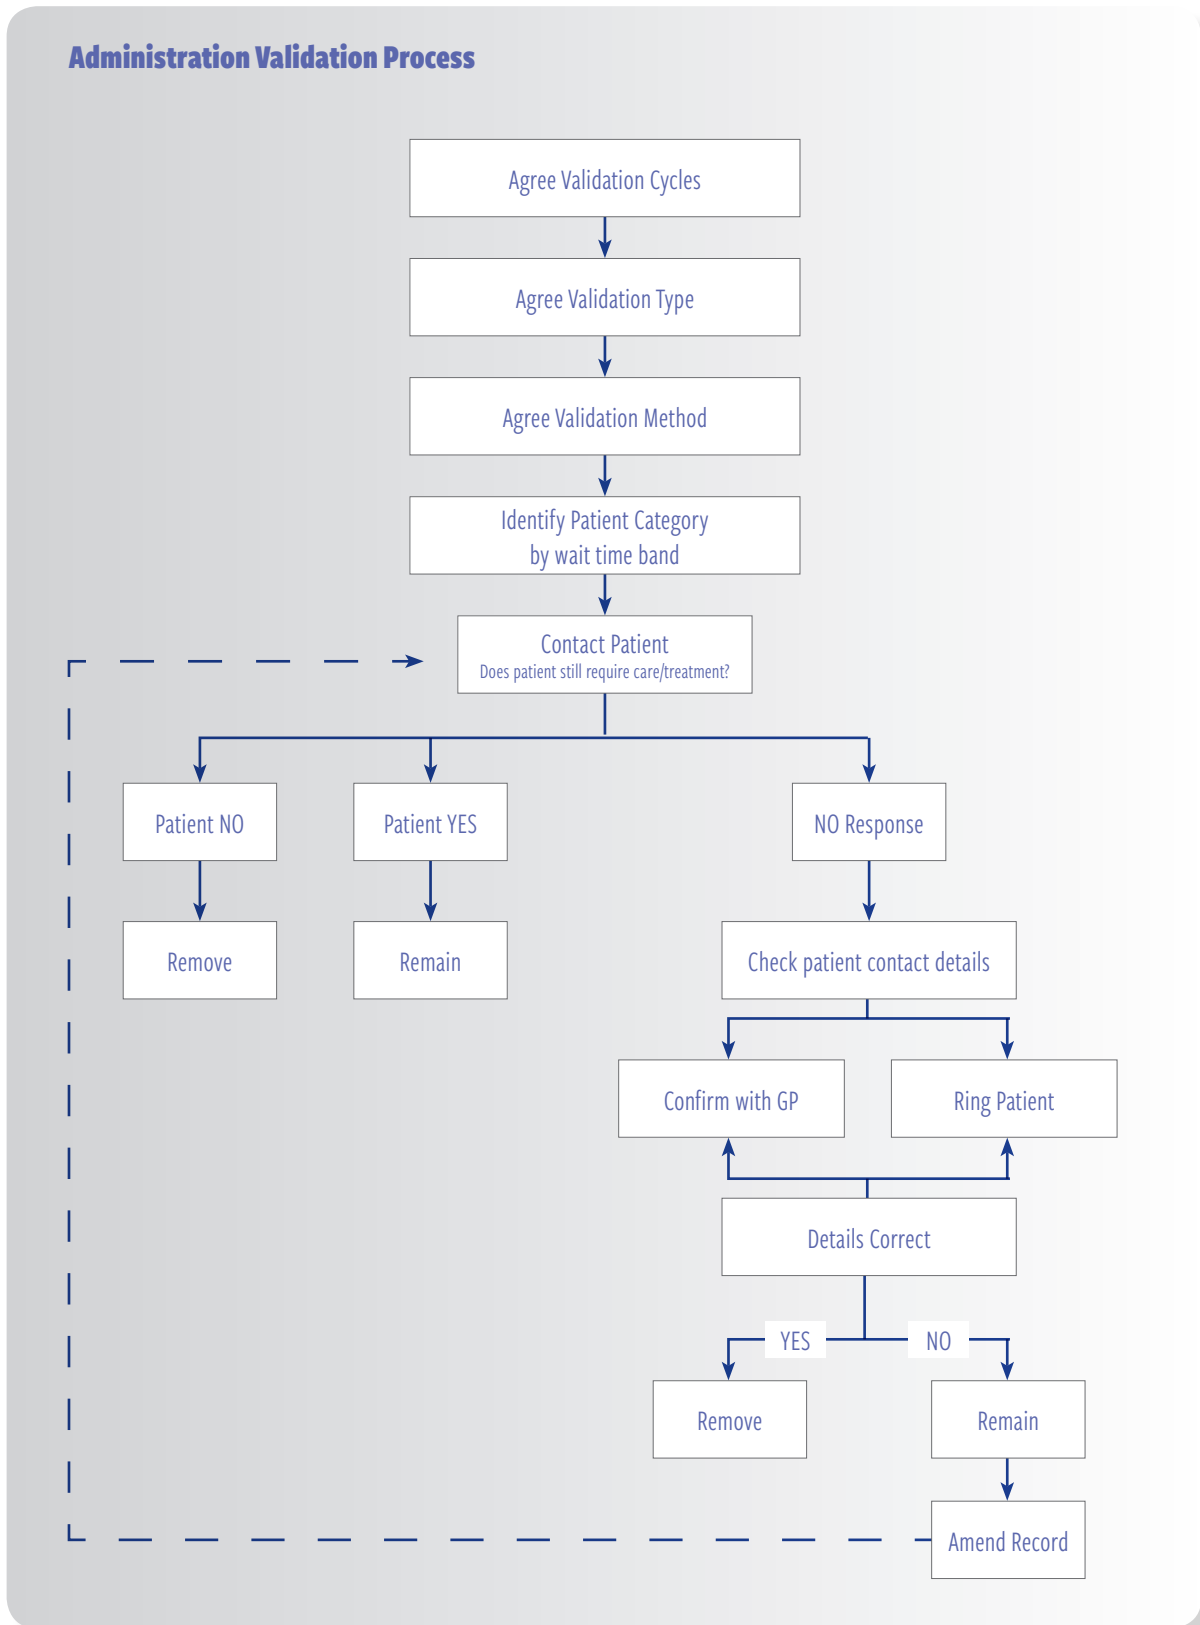 Administration Validation Process
Agree Validation Cycles
Agree Validation Type
Agree Validation Method
Identify Patient Category
by wait time band
Contact Patient
Does patient still require care/treatment?
Patient NO
Patient YES
NO Response
Remove
Remain
Check patient contact details
Confirm with GP
Ring Patient
Details Correct
YES
NO
Remove
Remain
Amend Record